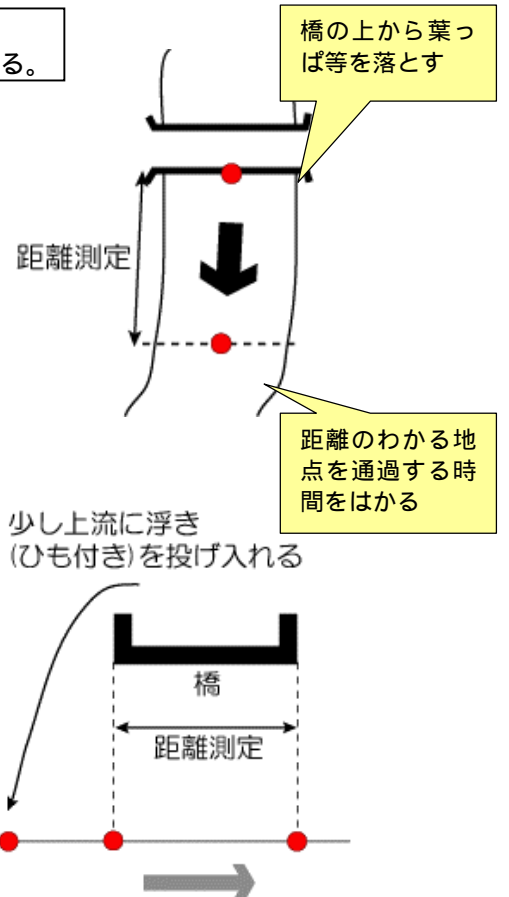 る。
橋の上から葉っ
ぱ等を落とす
距離測定
距離のわかる地
点を通過する時
間をはかる
少し上流に浮き
(ひも付き)を投げ入れる
橋
距離測定